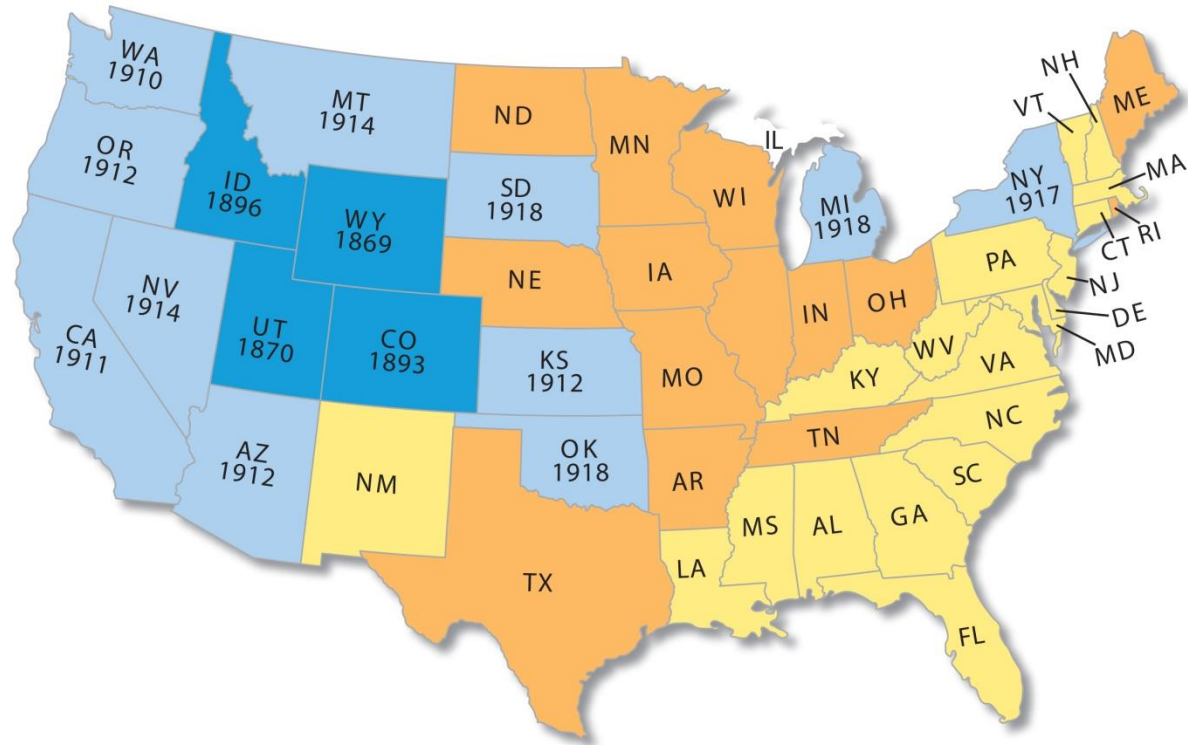 WA
1910
OR
1912
CA
1911
NV
1914
ID
1896
MT
1914
WY
1869
UT
1870
CO
1893
AZ
1912
NM
ND
SD
1918
NE
KS
1912
OK
1918
TX
MN
IA
MO
AR
LA
WI
IL
MI
1918
IN
OH
KY
TN
MS
AL
GA
FL
SC
NC
VA
WV
PA
NY
1917
VT
NH
ME
MA
RI
CT
NJ
DE
MD